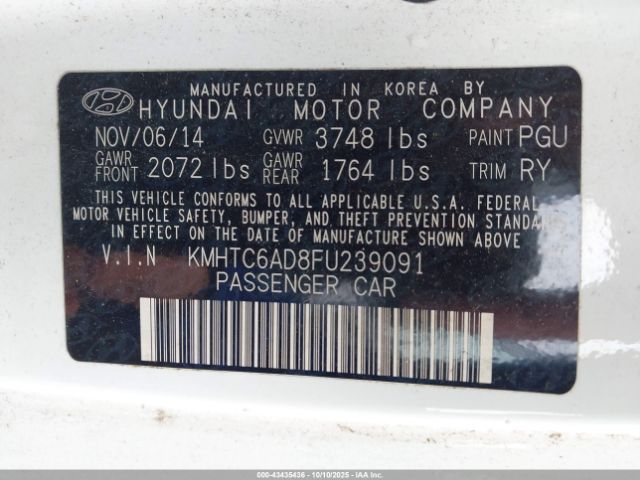 MANUFACTURED IN KOREA BY
HYUNDAI MOTOR COMPANY
NOV/06/14 GVWR 3748 lbs PAINT PGU
GAWR FRONT 2072 lbs GAWR REAR 1764 lbs TRIM RY
THIS VEHICLE CONFORMS TO ALL APPLICABLE U.S.A. FEDERAL
MOTOR VEHICLE SAFETY, BUMPER, AND THEFT PREVENTION STANDA
IN EFFECT ON THE DATE OF MANUFACTURE SHOWN ABOVE.
V.I.N KMHTC6AD8FU239091
PASSENGER CAR
000-43435436 - 10/10/2025 - IAAI.com